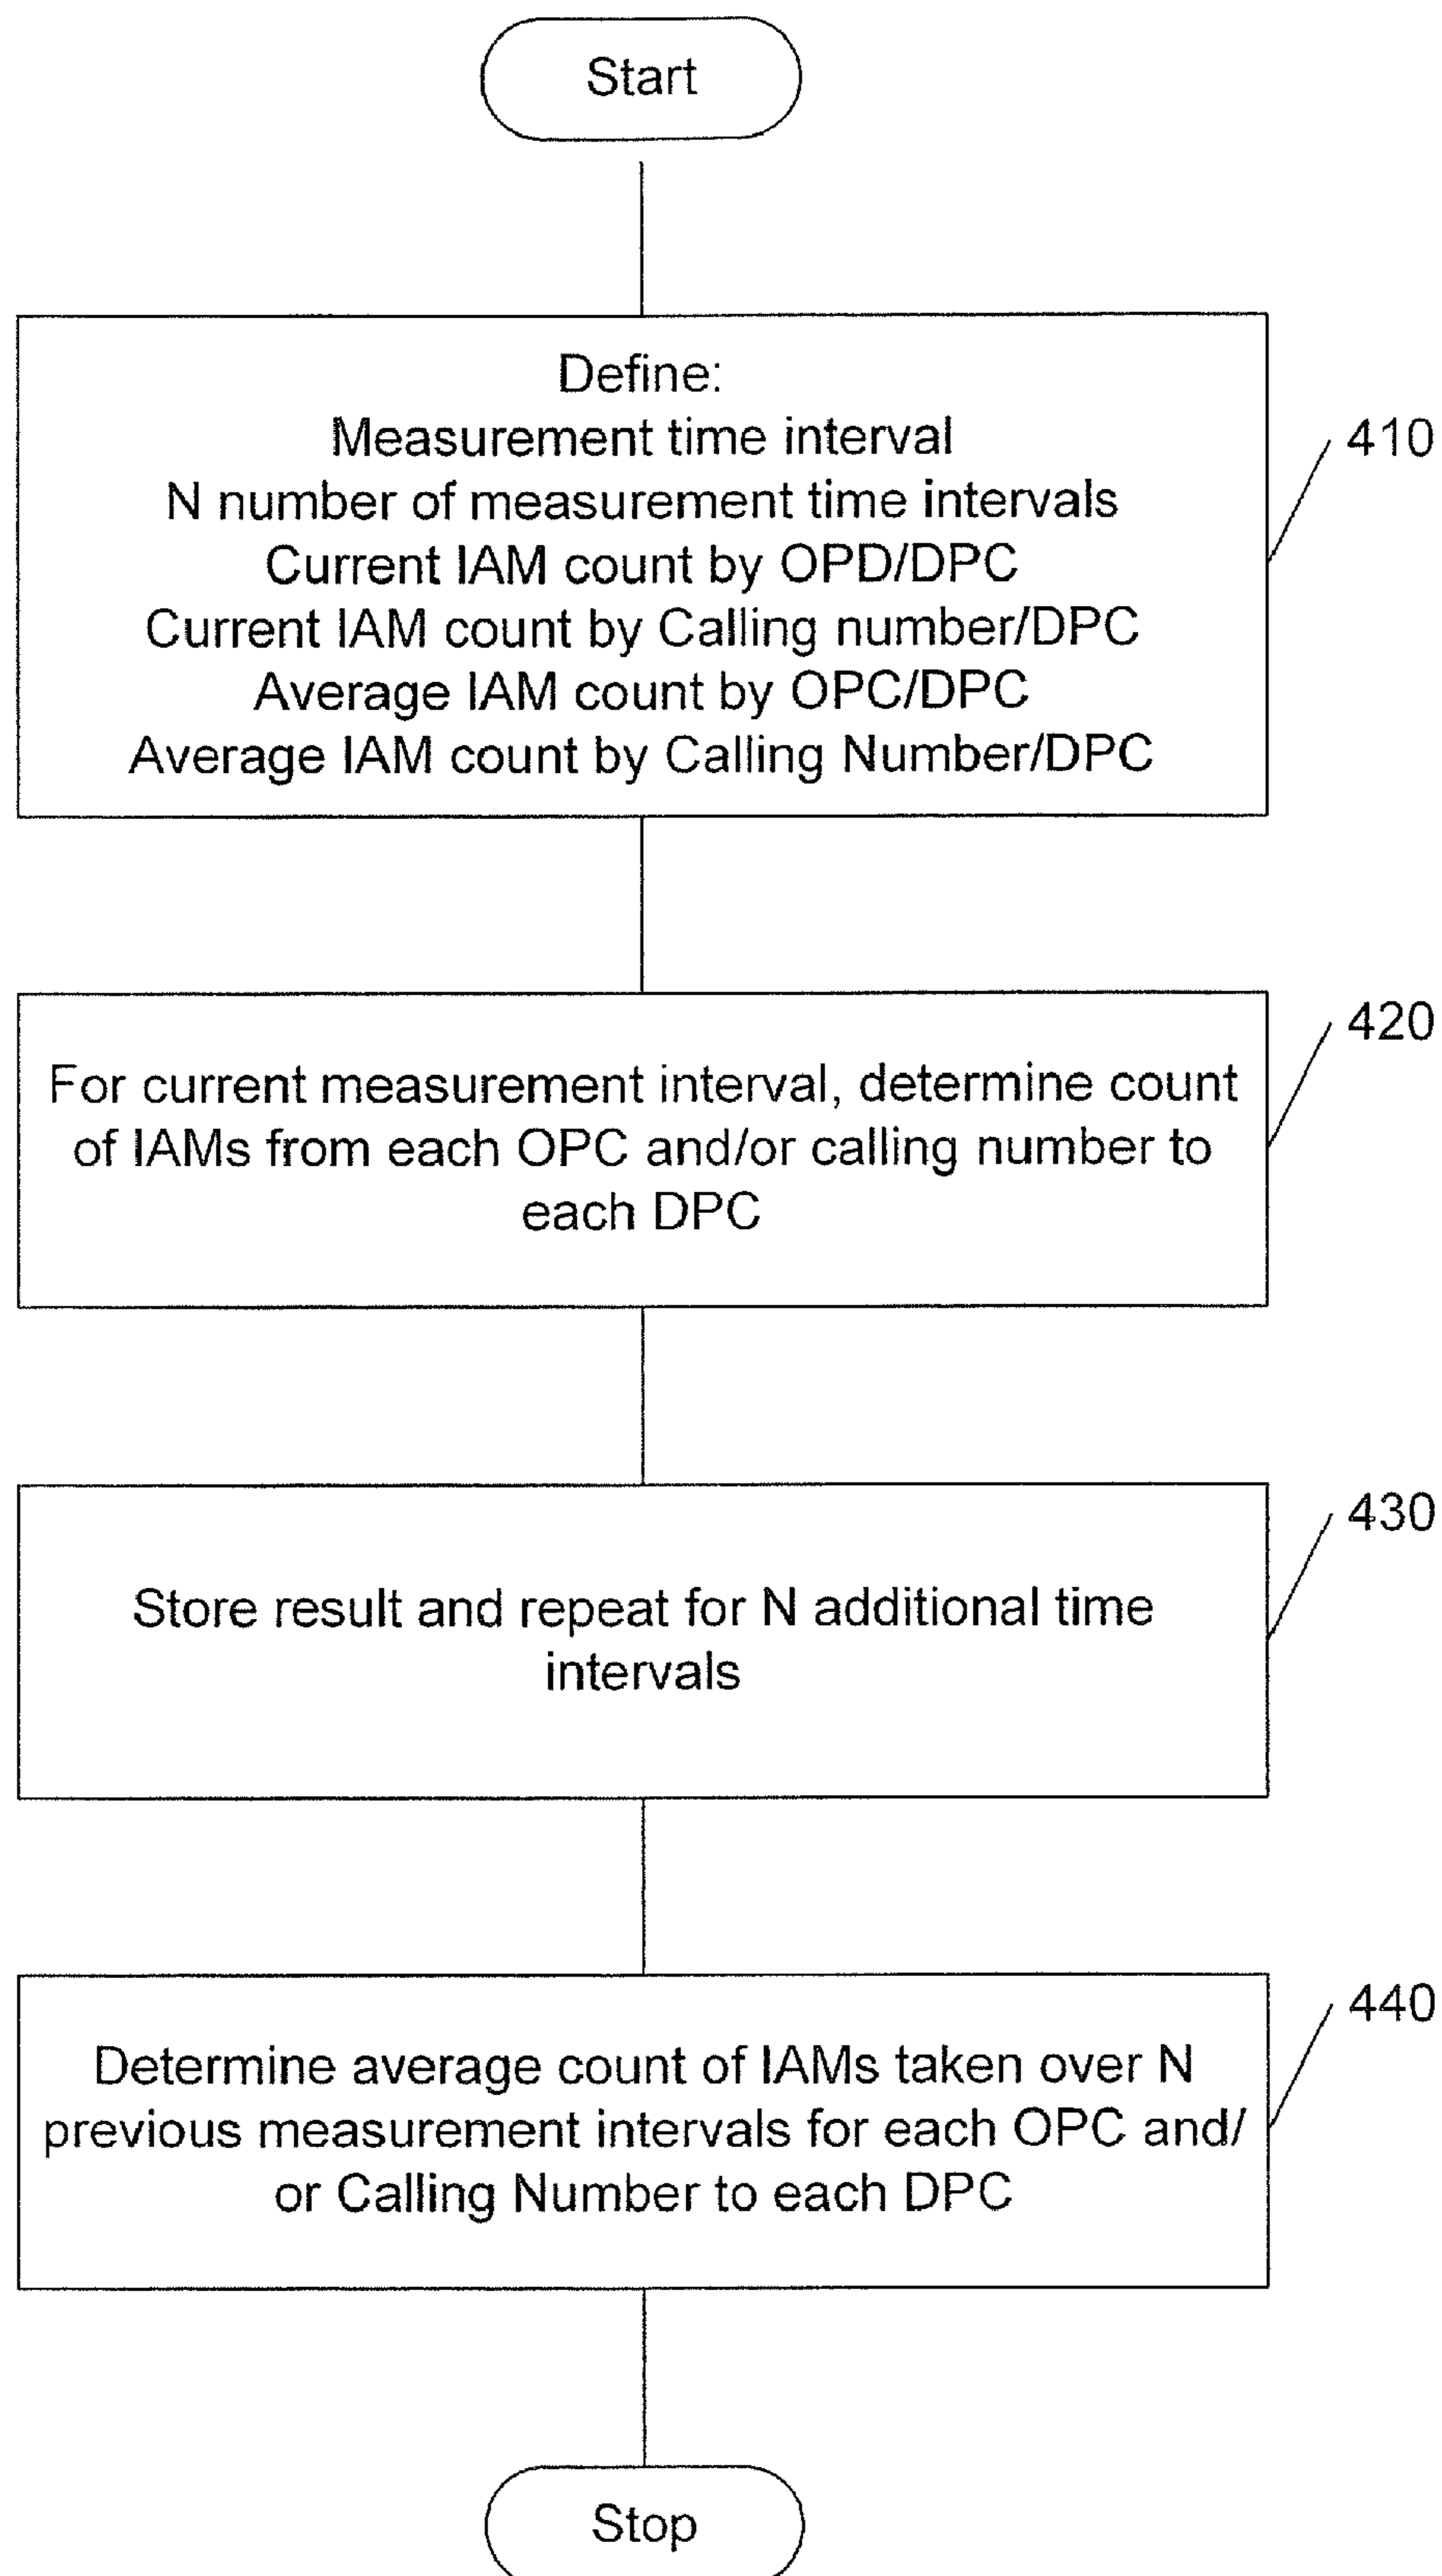 Start
Define:
Measurement time interval
N number of measurement time intervals
Current IAM count by OPD/DPC
Current IAM count by Calling number/DPC
Average IAM count by OPC/DPC
Average IAM count by Calling Number/DPC
410
For current measurement interval, determine count
of IAMs from each OPC and/or calling number to
each DPC
420
Store result and repeat for N additional time
intervals
430
Determine average count of IAMs taken over N
previous measurement intervals for each OPC and/
or Calling Number to each DPC
440
Stop